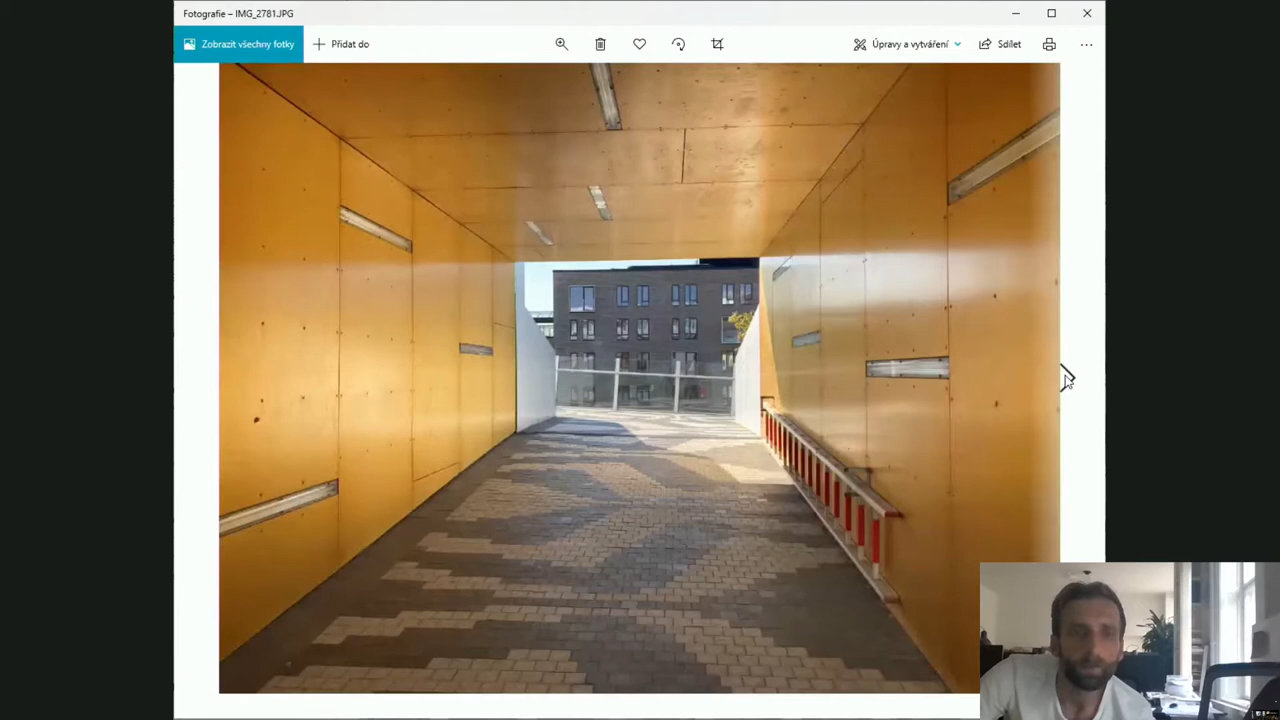 Fotografie – IMG_2781.JPG
Zobrazit všechny fotky
Přidat do
Úpravy a vytváření
Sdílet